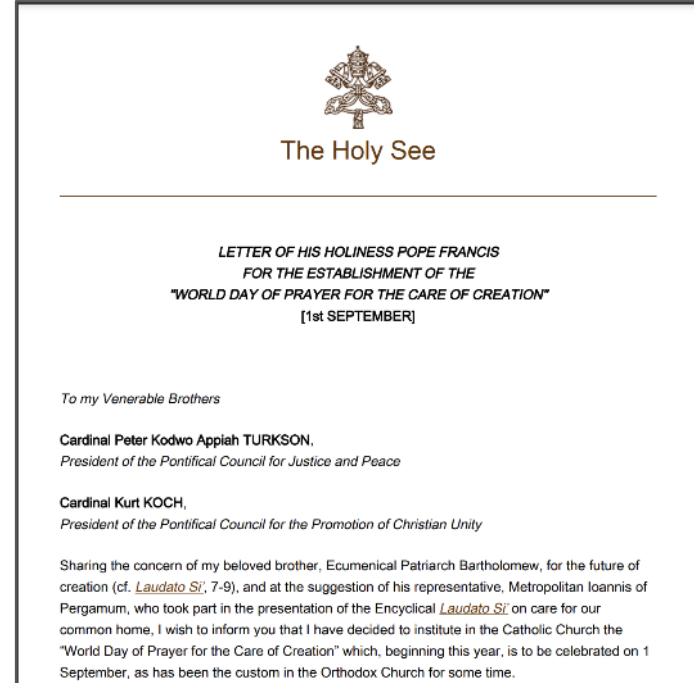 The Holy See
LETTER OF HIS HOLINESS POPE FRANCIS
FOR THE ESTABLISHMENT OF THE
"WORLD DAY OF PRAYER FOR THE CARE OF CREATION"
[1st SEPTEMBER]
To my Venerable Brothers
Cardinal Peter Kodwo Appiah TURKSON,
President of the Pontifical Council for Justice and Peace
Cardinal Kurt KOCH,
President of the Pontifical Council for the Promotion of Christian Unity
Sharing the concern of my beloved brother, Ecumenical Patriarch Bartholomew, for the future of
creation (cf. Laudato Si', 7-9), and at the suggestion of his representative, Metropolitan Ioannis of
Pergamum, who took part in the presentation of the Encyclical Laudato Si' on care for our
common home, I wish to inform you that I have decided to institute in the Catholic Church the
"World Day of Prayer for the Care of Creation" which, beginning this year, is to be celebrated on 1
September, as has been the custom in the Orthodox Church for some time.